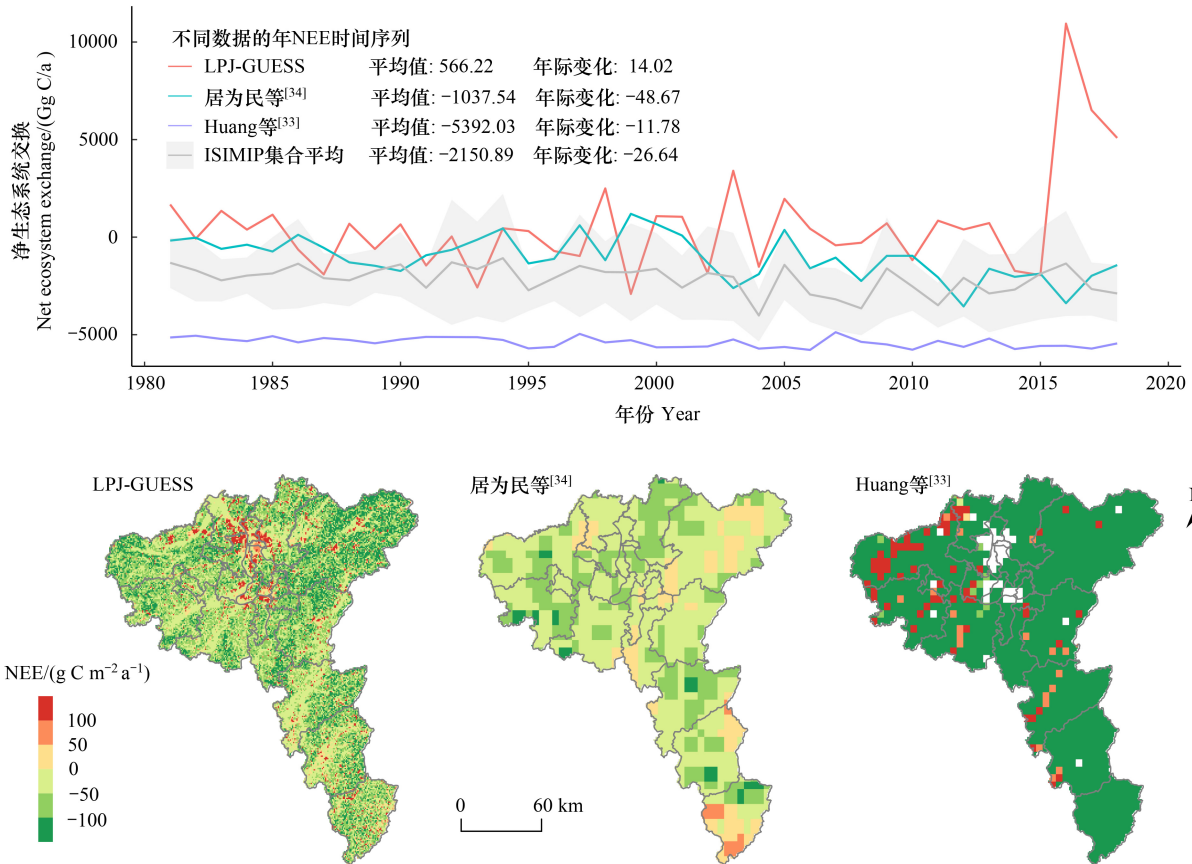 不同数据的年NEE时间序列
LPJ-GUESS 平均值: 566.22 年际变化: 14.02
居为民等[34] 平均值: −1037.54 年际变化: −48.67
Huang等[33] 平均值: −5392.03 年际变化: −11.78
ISIMIP集合平均 平均值: −2150.89 年际变化: −26.64
净生态系统交换
Net ecosystem exchange/(Gg C/a)
10000
5000
0
−5000
1980 1985 1990 1995 2000 2005 2010 2015 2020
年份 Year
LPJ-GUESS
居为民等[34]
Huang等[33]
NEE/(g C m⁻² a⁻¹)
100
50
0
−50
−100
0 60 km